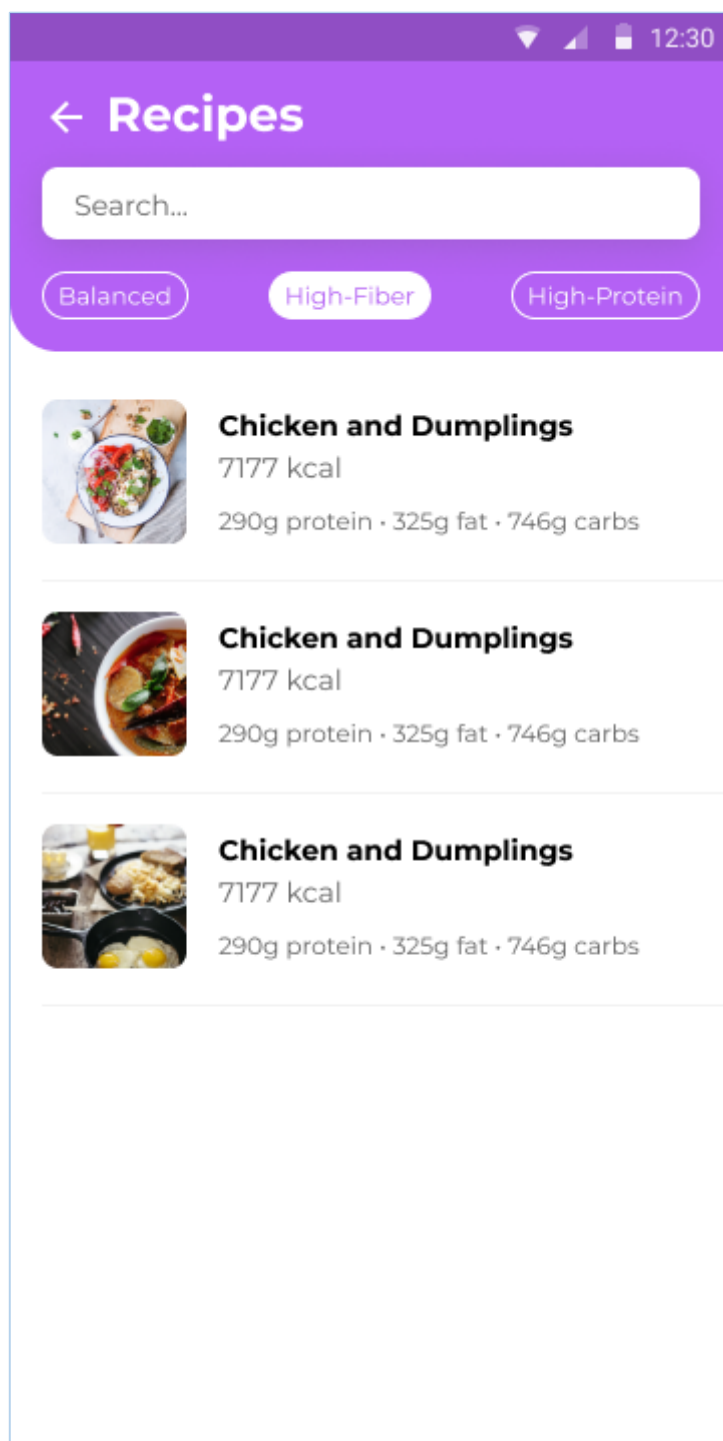 12:30
Recipes
Search...
Balanced High-Fiber High-Protein
Chicken and Dumplings
7177 kcal
290g protein • 325g fat • 746g carbs
Chicken and Dumplings
7177 kcal
290g protein • 325g fat • 746g carbs
Chicken and Dumplings
7177 kcal
290g protein • 325g fat • 746g carbs